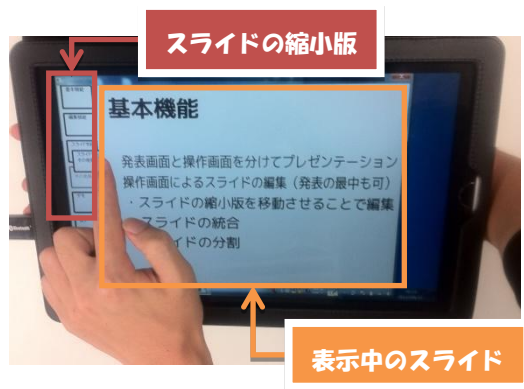 スライドの縮小版
基本機能
基本機能
発表画面と操作画面を分けてプレゼンテーション
操作画面によるスライドの編集（発表の最中も可）
・スライドの縮小版を移動させることで編集
スライドの統合
イドの分割
表示中のスライド